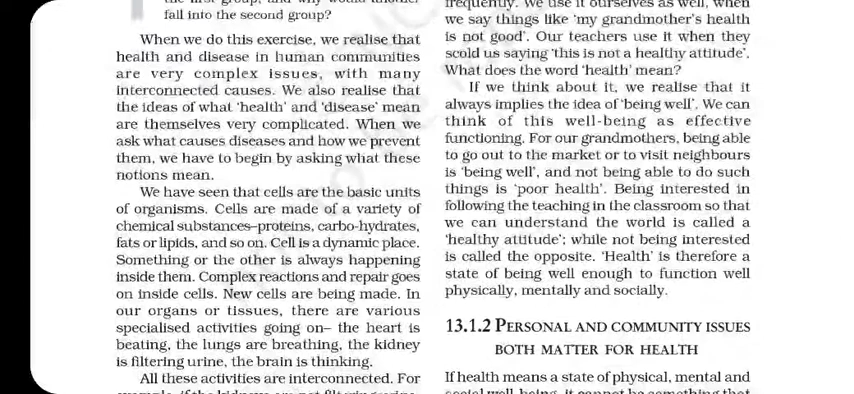 the first group, and why would another
fall into the second group?
When we do this exercise, we realise that
health and disease in human communities
are very complex issues, with many
interconnected causes. We also realise that
the ideas of what 'health' and 'disease' mean
are themselves very complicated. When we
ask what causes diseases and how we prevent
them, we have to begin by asking what these
notions mean.
We have seen that cells are the basic units
of organisms. Cells are made of a variety of
chemical substances–proteins, carbo-hydrates,
fats or lipids, and so on. Cell is a dynamic place.
Something or the other is always happening
inside them. Complex reactions and repair goes
on inside cells. New cells are being made. In
our organs or tissues, there are various
specialised activities going on– the heart is
beating, the lungs are breathing, the kidney
is filtering urine, the brain is thinking.
All these activities are interconnected. For
frequently. We use it ourselves as well, when
we say things like 'my grandmother's health
is not good'. Our teachers use it when they
scold us saying 'this is not a healthy attitude'.
What does the word 'health' mean?
If we think about it, we realise that it
always implies the idea of 'being well'. We can
think of this well-being as effective
functioning. For our grandmothers, being able
to go out to the market or to visit neighbours
is 'being well', and not being able to do such
things is 'poor health'. Being interested in
following the teaching in the classroom so that
we can understand the world is called a
'healthy attitude'; while not being interested
is called the opposite. 'Health' is therefore a
state of being well enough to function well
physically, mentally and socially.
13.1.2 PERSONAL AND COMMUNITY ISSUES
BOTH MATTER FOR HEALTH
If health means a state of physical, mental and